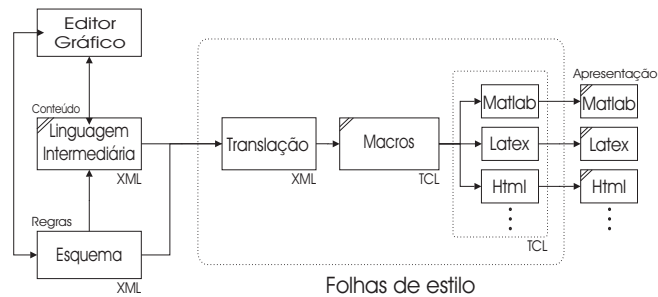 Editor
Gráfico
Conteúdo
Linguagem
Intermediária
XML
Regras
Esquema
XML
Translação
XML
Macros
TCL
Matlab
Latex
Html
TCL
Apresentação
Matlab
Latex
Html
Folhas de estilo